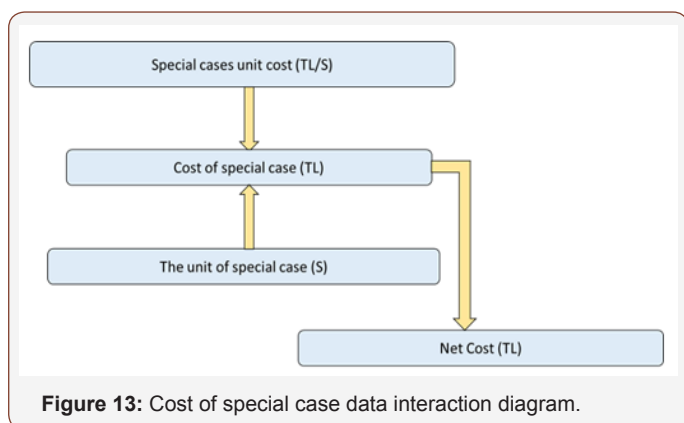 Special cases unit cost (TL/S)
Cost of special case (TL)
The unit of special case (S)
Net Cost (TL)
Figure 13: Cost of special case data interaction diagram.